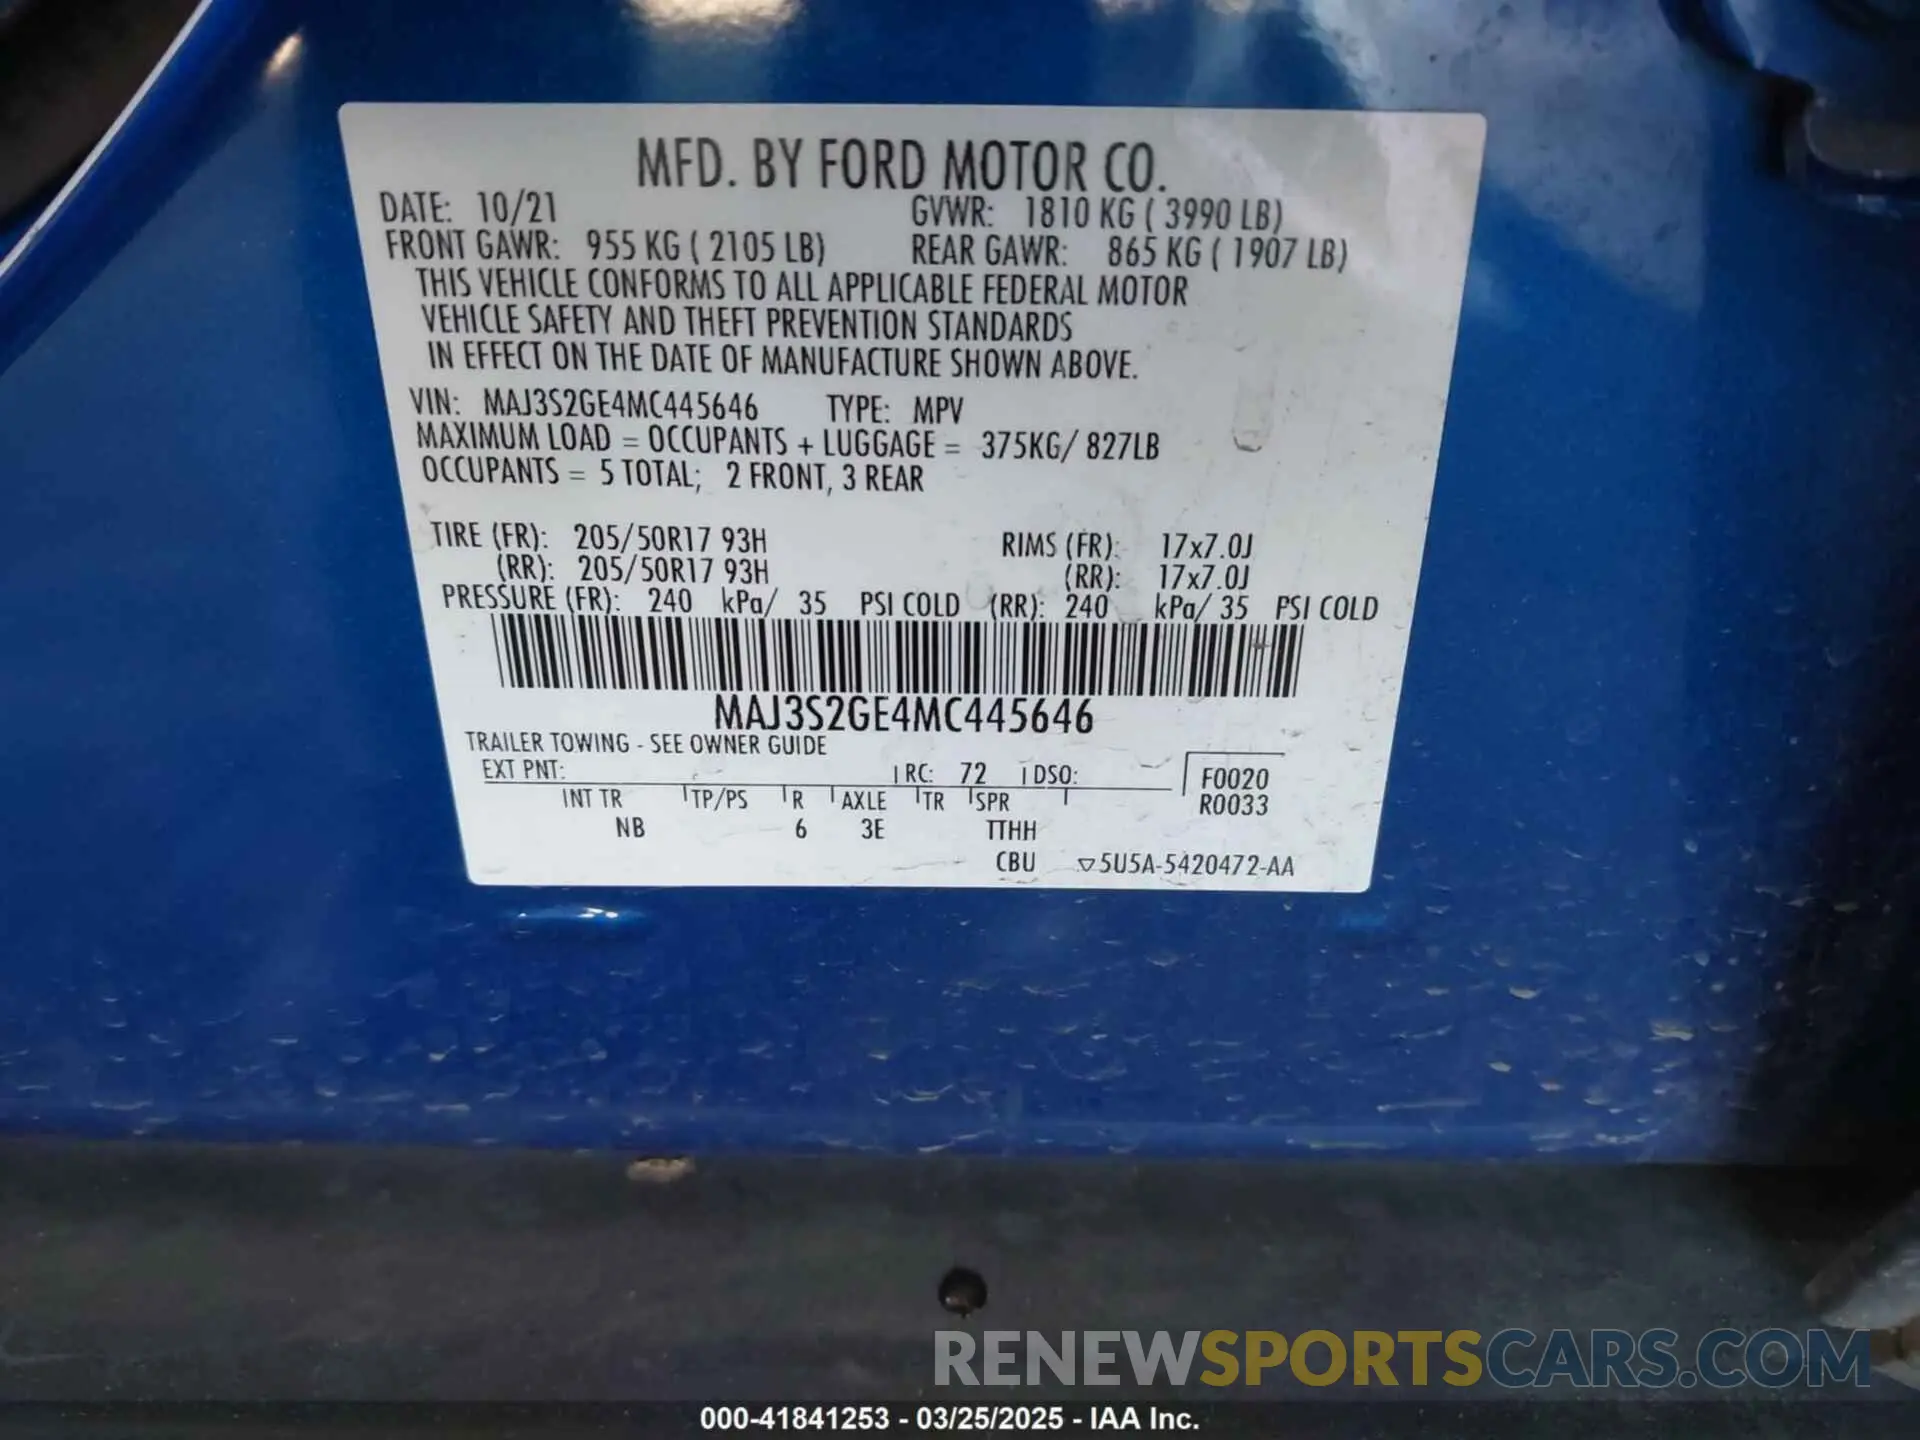 MFD. BY FORD MOTOR CO.
DATE: 10/21 GVWR: 1810 KG ( 3990 LB)
FRONT GAWR: 955 KG ( 2105 LB) REAR GAWR: 865 KG ( 1907 LB)
THIS VEHICLE CONFORMS TO ALL APPLICABLE FEDERAL MOTOR
VEHICLE SAFETY AND THEFT PREVENTION STANDARDS
IN EFFECT ON THE DATE OF MANUFACTURE SHOWN ABOVE.
VIN: MAJ3S2GE4MC445646 TYPE: MPV
MAXIMUM LOAD = OCCUPANTS + LUGGAGE = 375KG/ 827LB
OCCUPANTS = 5 TOTAL; 2 FRONT, 3 REAR
TIRE (FR): 205/50R17 93H RIMS (FR): 17x7.0J
(RR): 205/50R17 93H (RR): 17x7.0J
PRESSURE (FR): 240 kPa/ 35 PSI COLD (RR): 240 kPa/ 35 PSI COLD
MAJ3S2GE4MC445646
TRAILER TOWING - SEE OWNER GUIDE
EXT PNT: RC: 72 DSO: F0020
INT TR TP/PS R AXLE TR SPR R0033
NB 6 3E TTHH
CBU ▽5U5A-5420472-AA
RENEWSPORTSCARS.COM
000-41841253 - 03/25/2025 - IAA Inc.